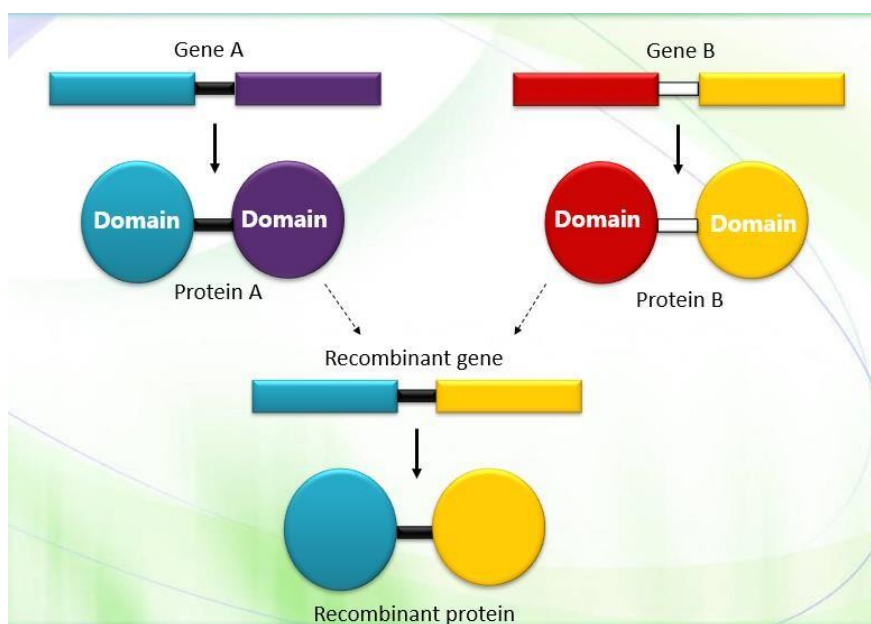 Gene A
Gene B
Domain
Domain
Domain
Domain
Protein A
Protein B
Recombinant gene
Recombinant protein